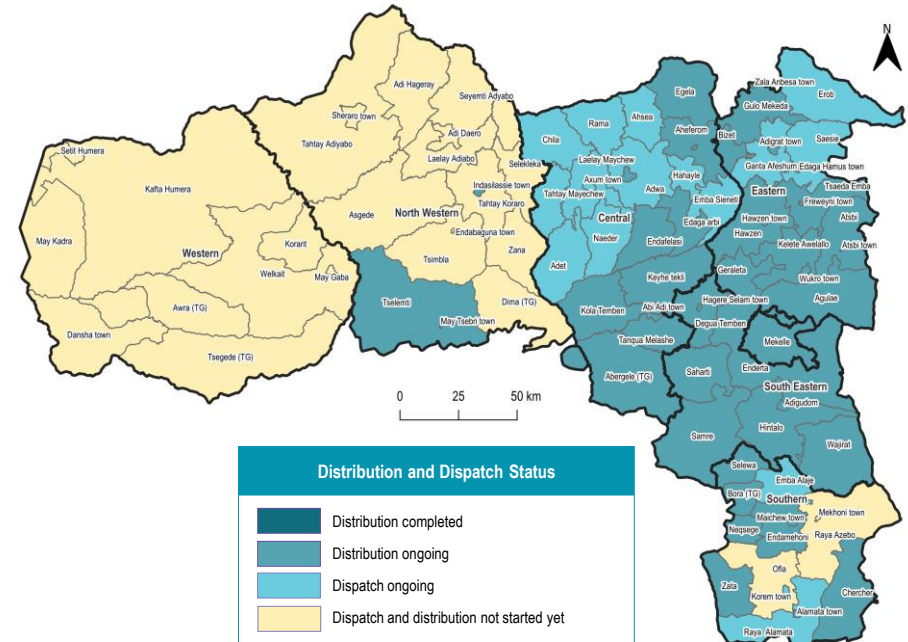 N
Zala Anbesa town
Erob
Adi Hageray
Egela
Gulo Mekeda
Seyemti Adyabo
Sheraro town
Ahsea
Rama
Adi Daero
Aheferom
Bizet
Chila
Adigrat town
Saesie
Tahtay Adiyabo
Setit Humera
Laelay Adiabo
Laelay Maychew
Selekleka
Ganta Afeshum
Edaga Hamus town
Hahayle
Axum town
Indasilassie town
Kafta Humera
Adwa
Tsaeda Emba
Tahtay Maychew
Eastern
Tahtay Koraro
Emba Sieneti
Freweyni town
Asgede
North Western
Central
Hawzen town
Atsbi
Edaga arbi
Endabaguna town
Hawzen
May Kadra
Naeder
Endafelasi
Korarit
Kelete Awelallo
Atsbi town
Zana
Western
Tsimbla
Adet
Geraleta
Welkait
May Gaba
Keyhe tekli
Wukro town
Tselemti
Dima (TG)
Hagere Selam town
Agulae
Awra (TG)
Kola Temben
Abi Adi town
May Tsebri town
Degua Temben
Dansha town
Tanqua Melashe
Mekelle
Tsegede (TG)
Enderta
Saharti
Abergele (TG)
South Eastern
0 25 50 km
Adigudom
Hintalo
Samre
Wajirat
Selewa
Distribution and Dispatch Status
Emba Alaje
Bora (TG)
Southern
Mekhoni town
Maichew town
Distribution completed
Neqsege
Endamehoni
Raya Azebo
Distribution ongoing
Ofla
Dispatch ongoing
Zata
Chercher
Korem town
Alamata town
Dispatch and distribution not started yet
Raya Alamata